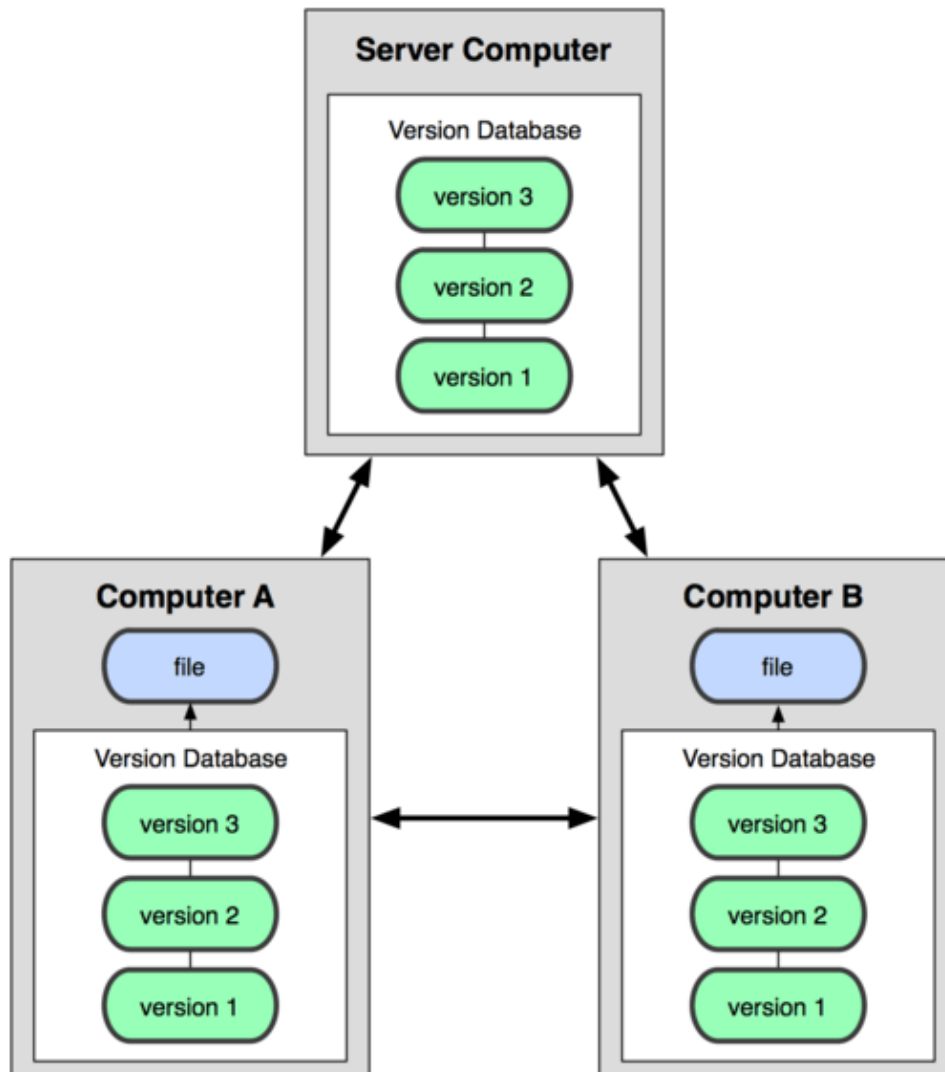 Server Computer
Version Database
version 3
version 2
version 1
Computer A
file
Version Database
version 3
version 2
version 1
Computer B
file
Version Database
version 3
version 2
version 1